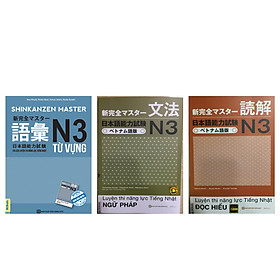 SHINKANZEN MASTER
新完全マスター
語彙 N3
日本語能力試験
TỪ VỰNG
新完全マスター 文法
日本語能力試験
ベトナム語版 N3
Luyện thi năng lực Tiếng Nhật
NGỮ PHÁP
新完全マスター 読解
日本語能力試験
ベトナム語版 N3
Luyện thi năng lực Tiếng Nhật
ĐỌC HIỂU